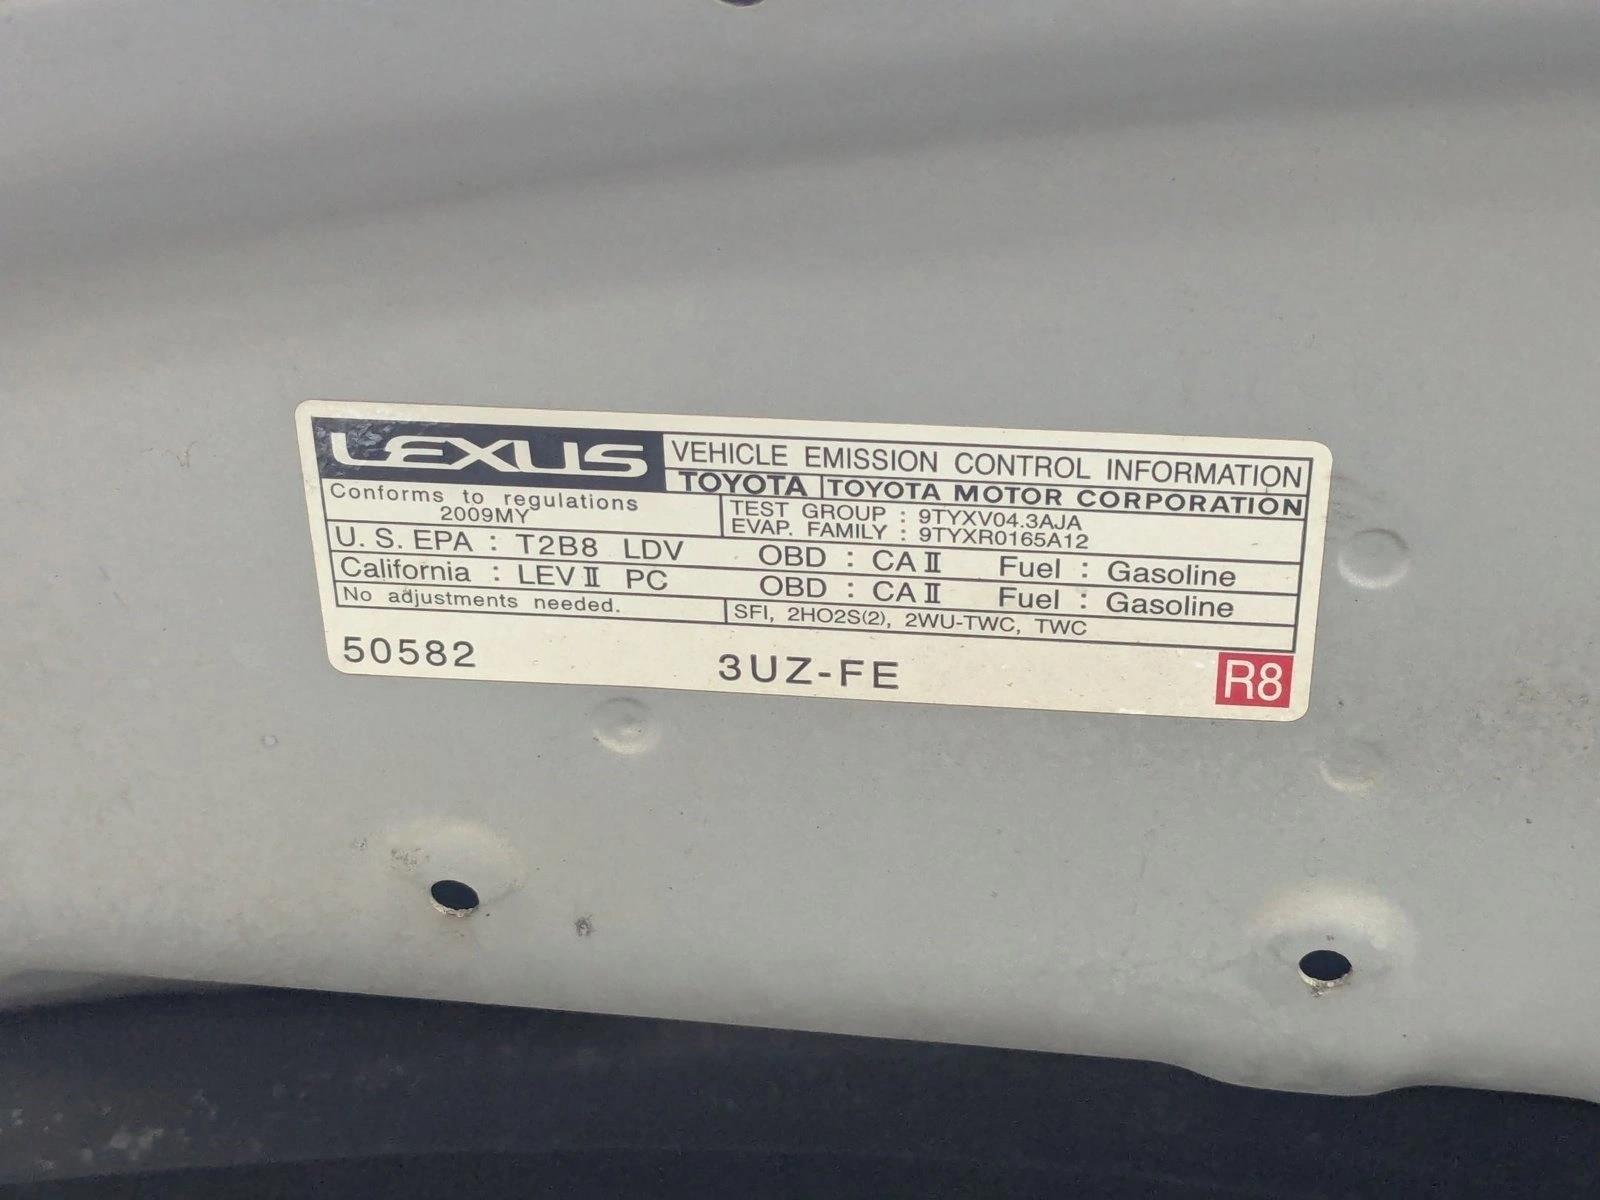 LEXUS VEHICLE EMISSION CONTROL INFORMATION
TOYOTA TOYOTA MOTOR CORPORATION
Conforms to regulations
2009MY
TEST GROUP : 9TYXV04.3AJA
EVAP. FAMILY : 9TYXR0165A12
U.S. EPA : T2B8 LDV OBD : CA II Fuel : Gasoline
California : LEV II PC OBD : CA II Fuel : Gasoline
No adjustments needed. SFI, 2HO2S(2), 2WU-TWC, TWC
50582 3UZ-FE R8